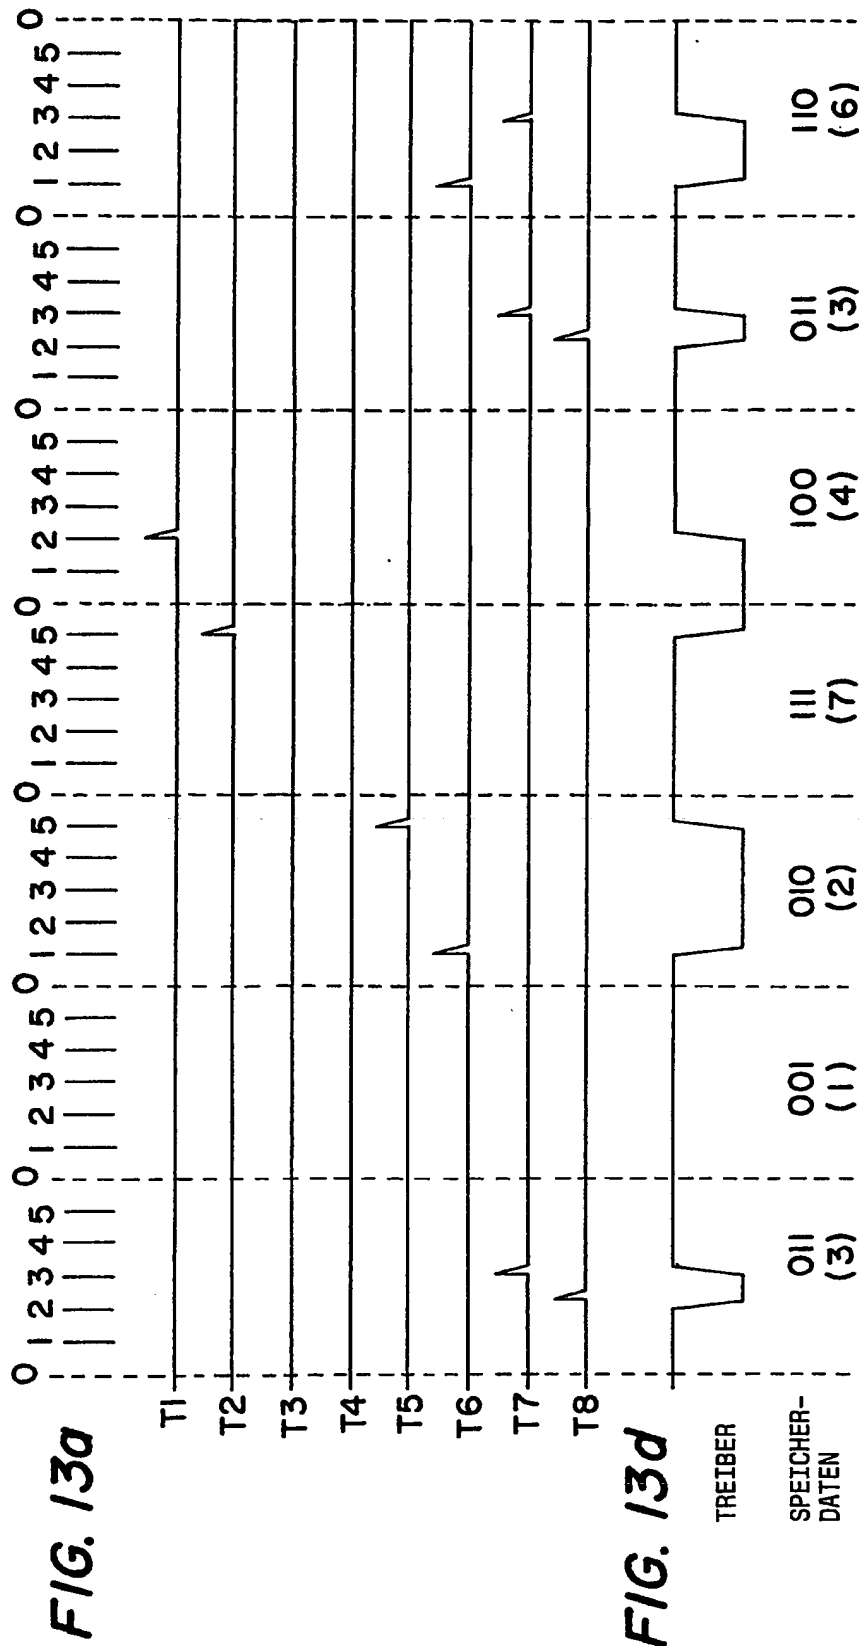 FIG. 13a
0 1 2 3 4 5 0 1 2 3 4 5 0 1 2 3 4 5 0 1 2 3 4 5 0 1 2 3 4 5 0 1 2 3 4 5 0 1 2 3 4 5 0
T1
T2
T3
T4
T5
T6
T7
T8
FIG. 13d
TREIBER
SPEICHER-
DATEN
011 001 010 111 100 011 110
(3) (1) (2) (7) (4) (3) (6)